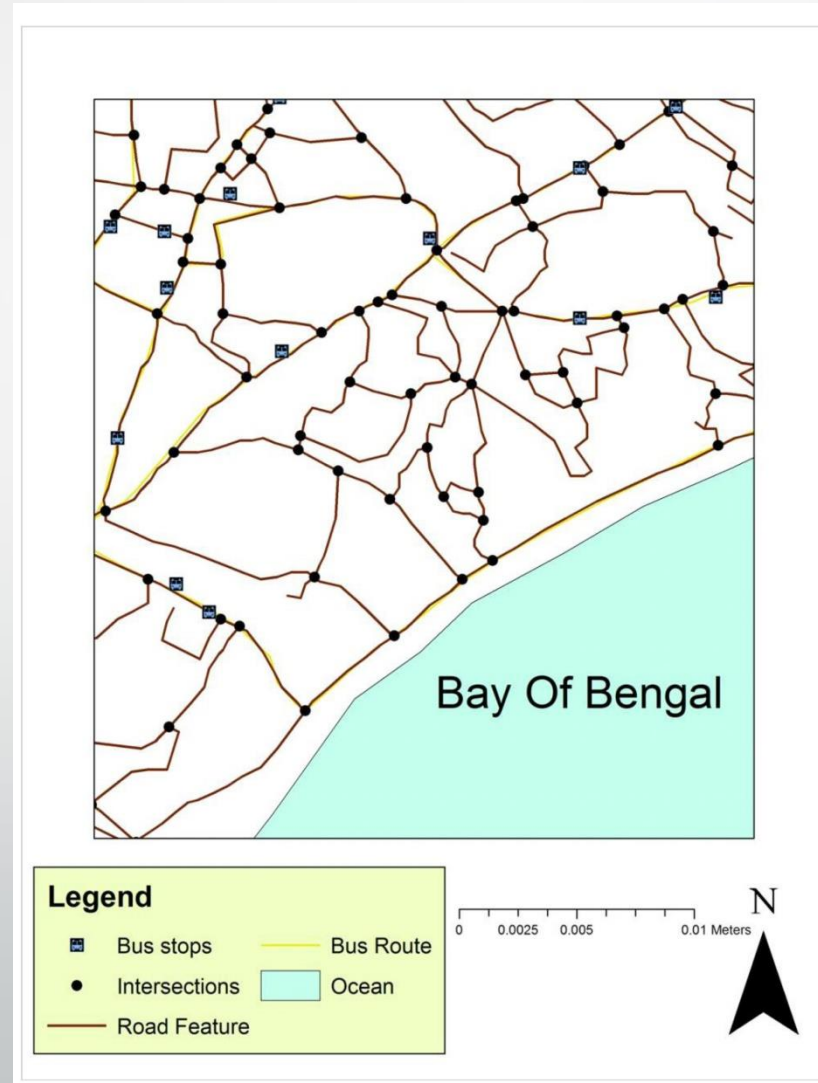 Bay Of Bengal
Legend
Bus stops
Bus Route
Intersections
Ocean
Road Feature
0 0.0025 0.005 0.01 Meters
N